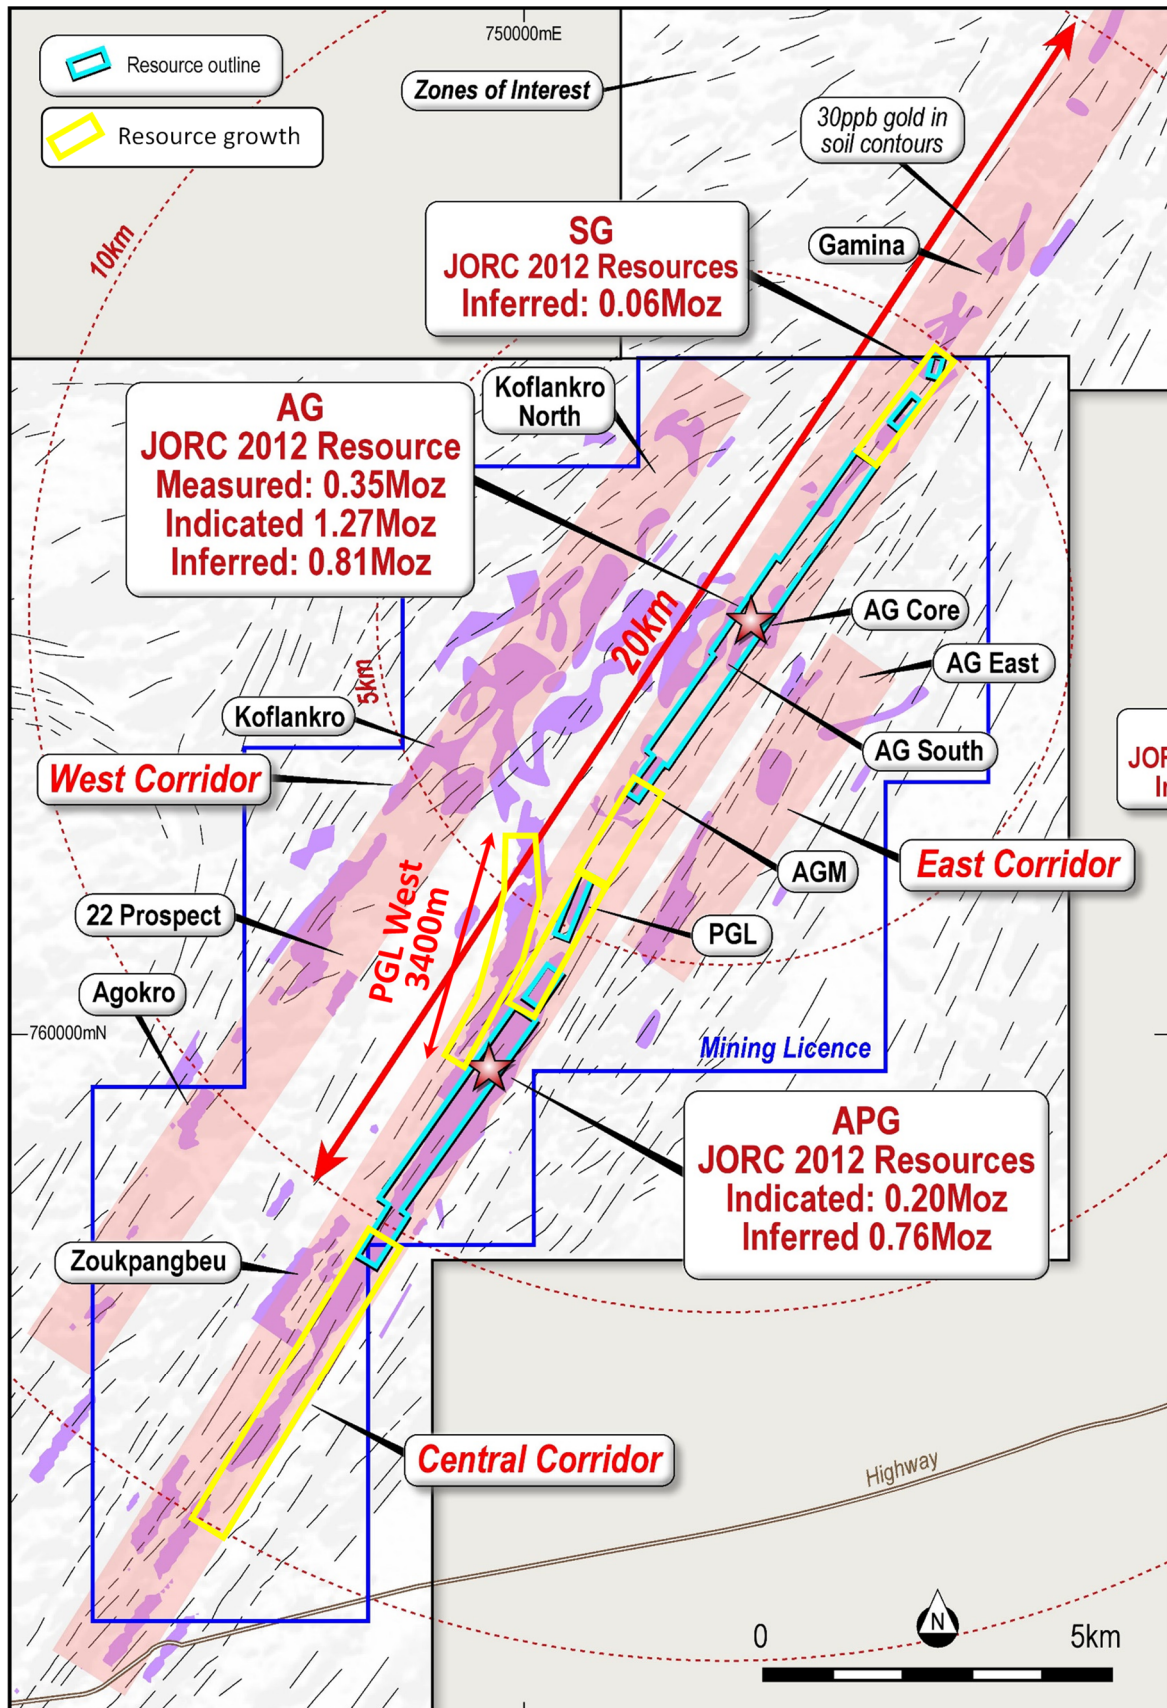 750000mE
Resource outline
Resource growth
Zones of Interest
30ppb gold in
soil contours
10km
SG
JORC 2012 Resources
Inferred: 0.06Moz
Gamina
AG
JORC 2012 Resource
Measured: 0.35Moz
Indicated 1.27Moz
Inferred: 0.81Moz
Koflankro
North
20km
AG Core
5km
AG East
Koflankro
AG South
West Corridor
JOR
In
PGL West
3400m
AGM
East Corridor
22 Prospect
PGL
Agokro
760000mN
Mining Licence
APG
JORC 2012 Resources
Indicated: 0.20Moz
Inferred 0.76Moz
Zoukpangbeu
Central Corridor
Highway
N
0
5km